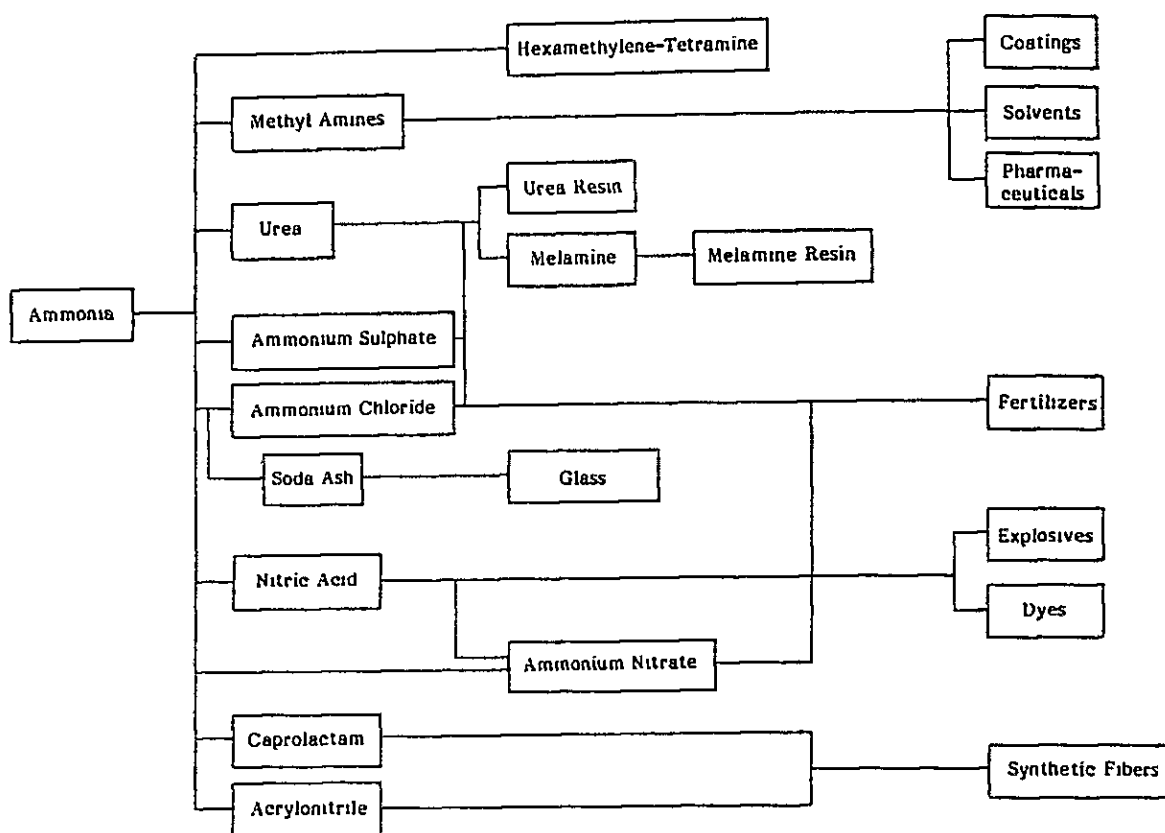 Hexamethylene-Tetramine
Coatings
Methyl Amines
Solvents
Pharma-
ceuticals
Urea Resin
Urea
Melamine
Melamine Resin
Ammonia
Ammonium Sulphate
Ammonium Chloride
Fertilizers
Soda Ash
Glass
Explosives
Nitric Acid
Dyes
Ammonium Nitrate
Caprolactam
Synthetic Fibers
Acrylonitrile